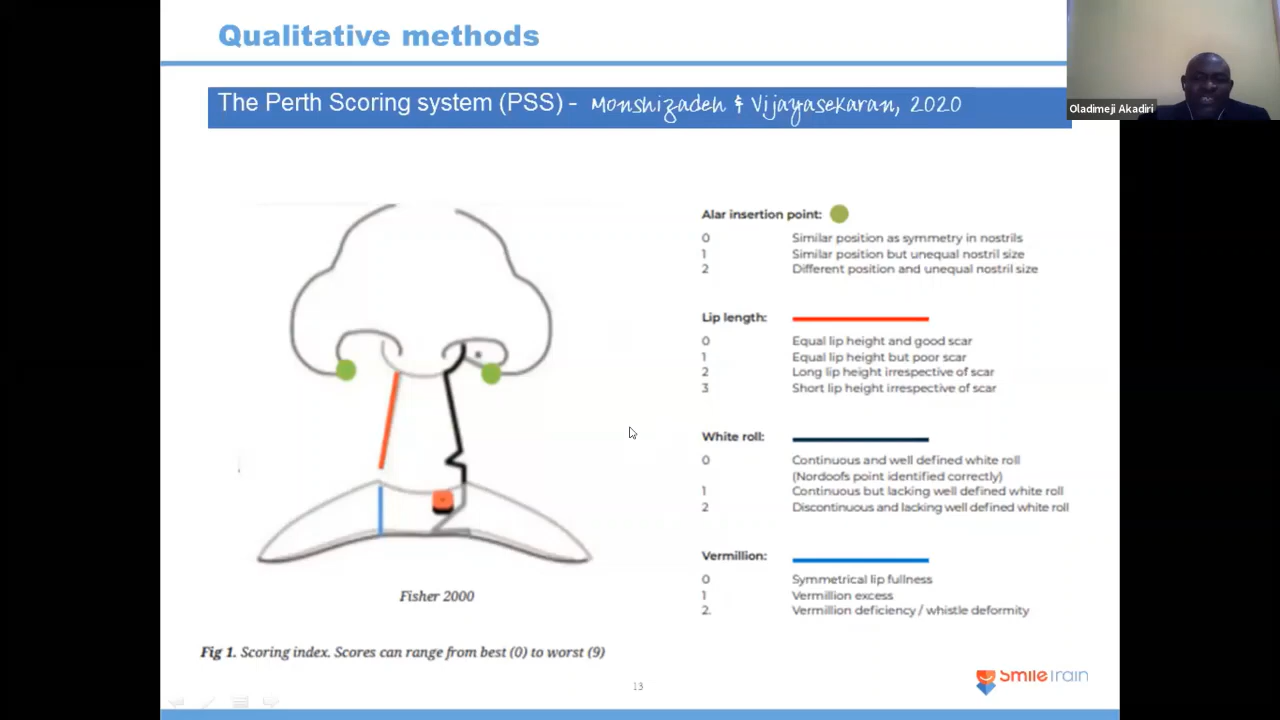 Qualitative methods
The Perth Scoring system (PSS) - Monshizadeh & Vijayasekaran, 2020
Oladimeji Akadiri
Alar insertion point:
0 Similar position as symmetry in nostrils
1 Similar position but unequal nostril size
2 Different position and unequal nostril size
Lip length:
0 Equal lip height and good scar
1 Equal lip height but poor scar
2 Long lip height irrespective of scar
3 Short lip height irrespective of scar
White roll:
0 Continuous and well defined white roll
(Nordoofs point identified correctly)
1 Continuous but lacking well defined white roll
2 Discontinuous and lacking well defined white roll
Vermillion:
0 Symmetrical lip fullness
1 Vermillion excess
2. Vermillion deficiency / whistle deformity
Fisher 2000
Fig 1. Scoring index. Scores can range from best (0) to worst (9)
13
SmileTrain